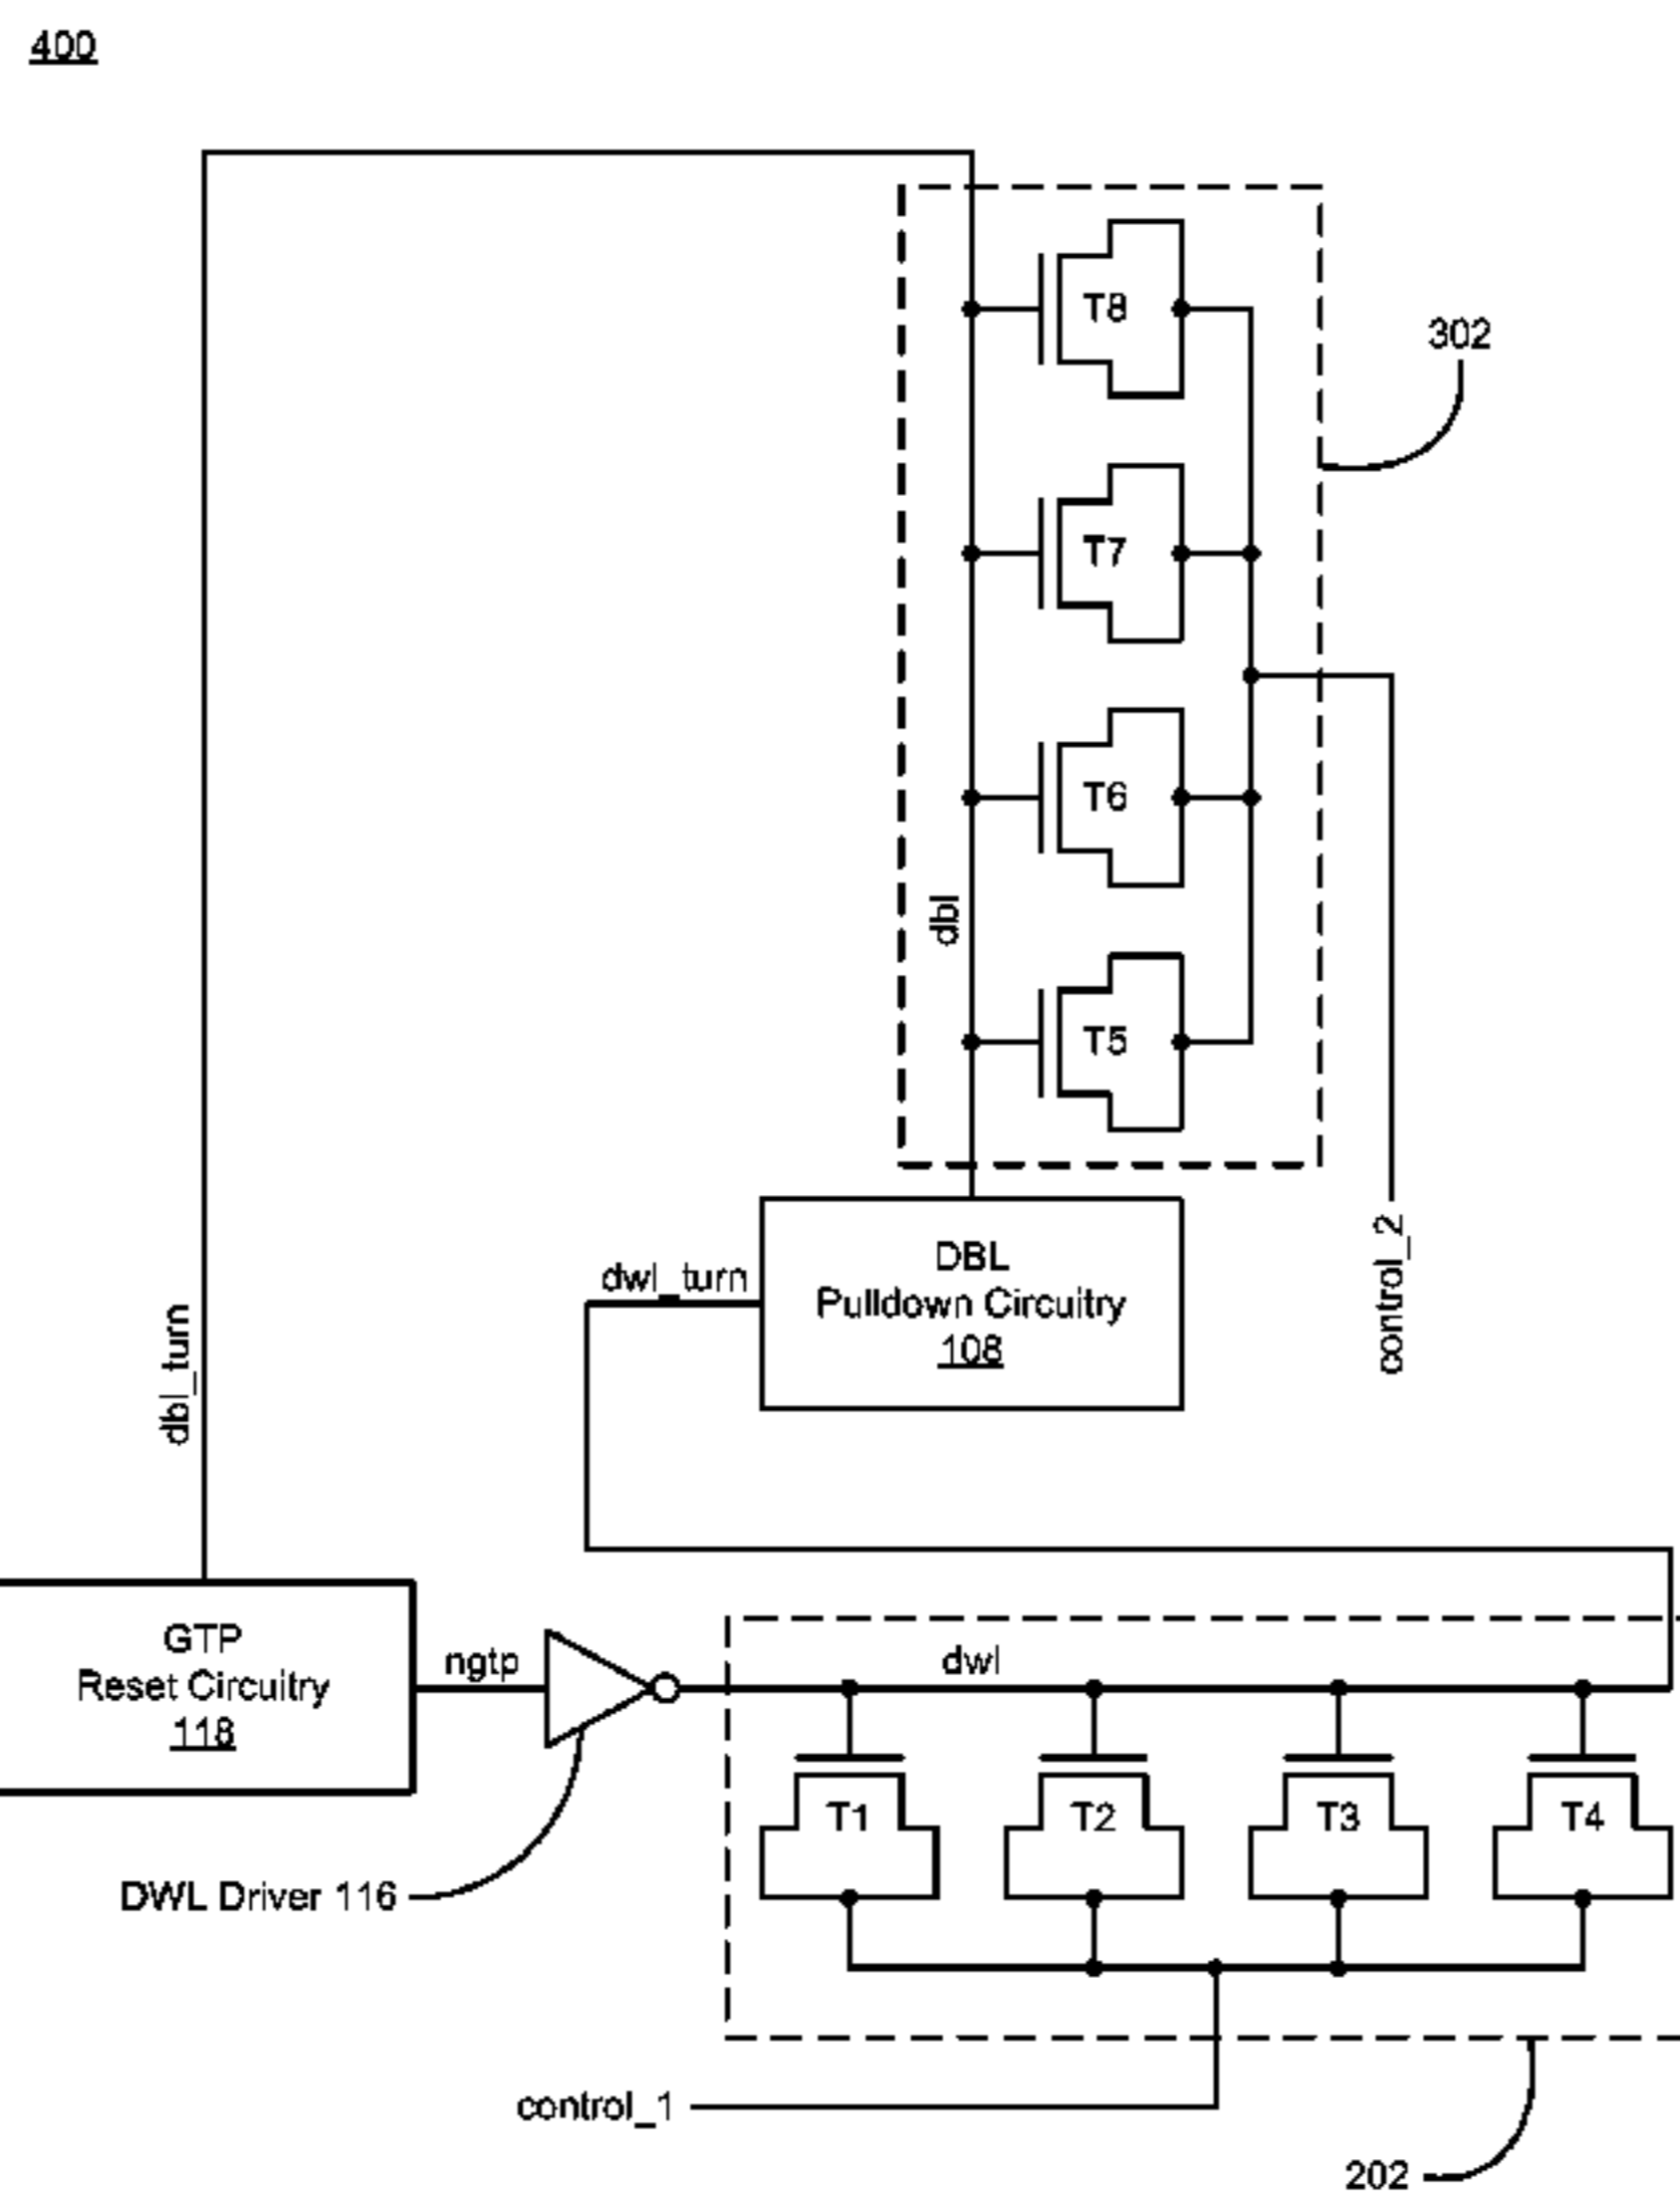 400
T8
302
T7
T6
dbl
T5
dwl_turn
DBL
Pulldown Circuitry
108
control_2
dbl_turn
GTP
Reset Circuitry
118
ngtp
dwl
T1
T2
T3
T4
DWL Driver 116
control_1
202